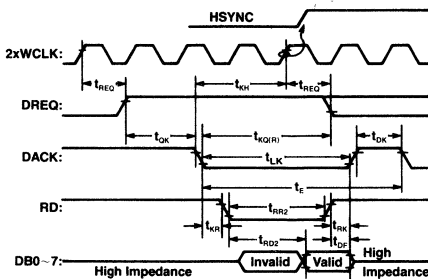 HSYNC
2xWCLK:
tREQ tKH tREQ
DREQ:
tQK tKQ(R) tDK
DACK:
tLK
tE
RD:
tRR2
tKR tRK
tRD2 tDF
DB0~7:
High Impedance Invalid Valid High Impedance